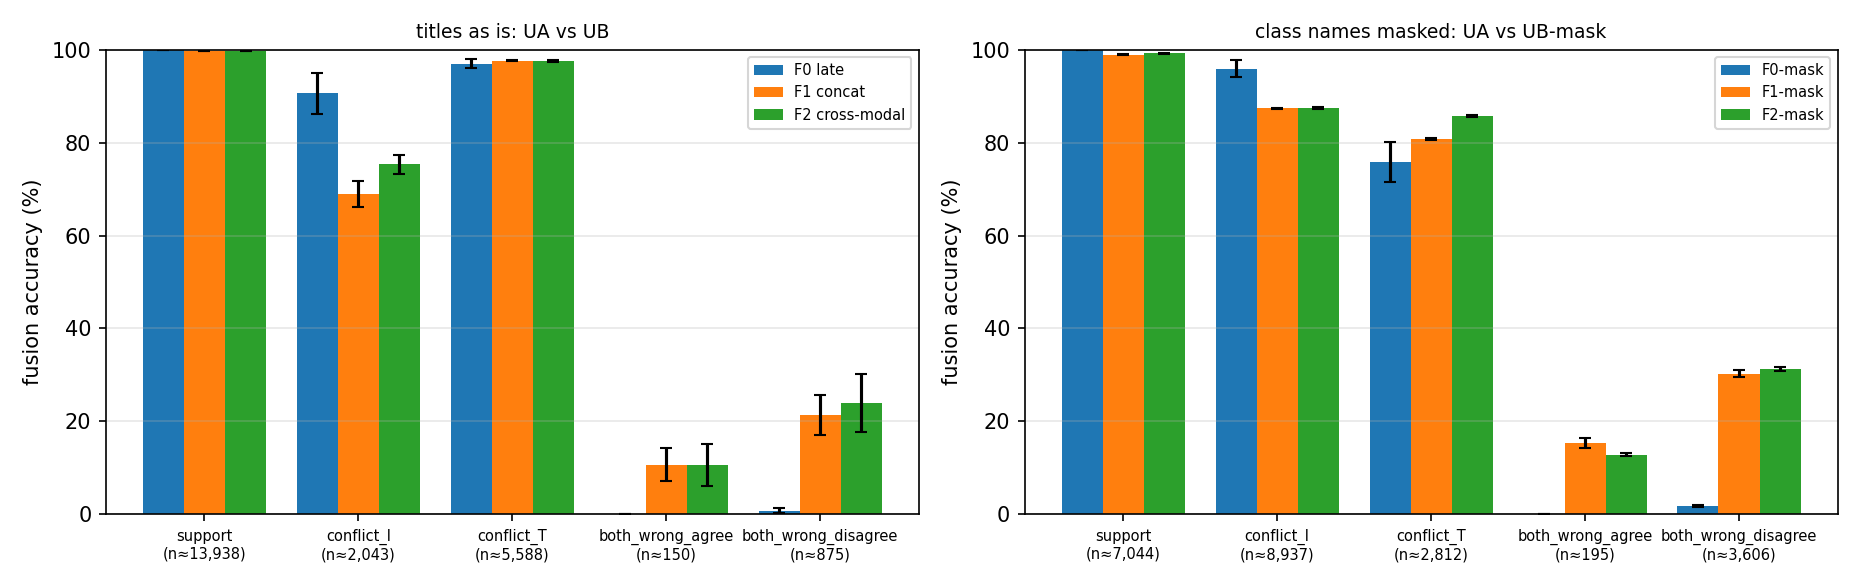 titles as is: UA vs UB
fusion accuracy (%)
100
80
60
40
20
0
F0 late
F1 concat
F2 cross-modal
support
(n≈13,938)
conflict_I
(n≈2,043)
conflict_T
(n≈5,588)
both_wrong_agree
(n≈150)
both_wrong_disagree
(n≈875)
class names masked: UA vs UB-mask
fusion accuracy (%)
100
80
60
40
20
0
F0-mask
F1-mask
F2-mask
support
(n≈7,044)
conflict_I
(n≈8,937)
conflict_T
(n≈2,812)
both_wrong_agree
(n≈195)
both_wrong_disagree
(n≈3,606)